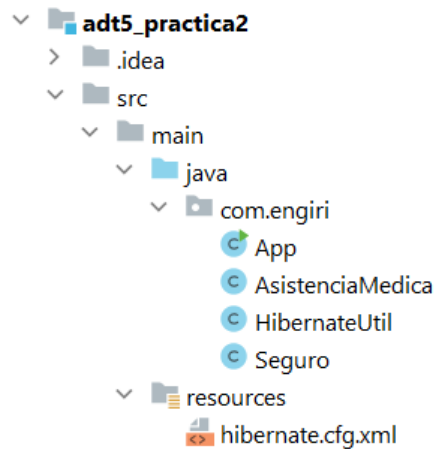 adt5_practica2
.idea
src
main
java
com.engiri
C App
C AsistenciaMedica
C HibernateUtil
C Seguro
resources
<> hibernate.cfg.xml